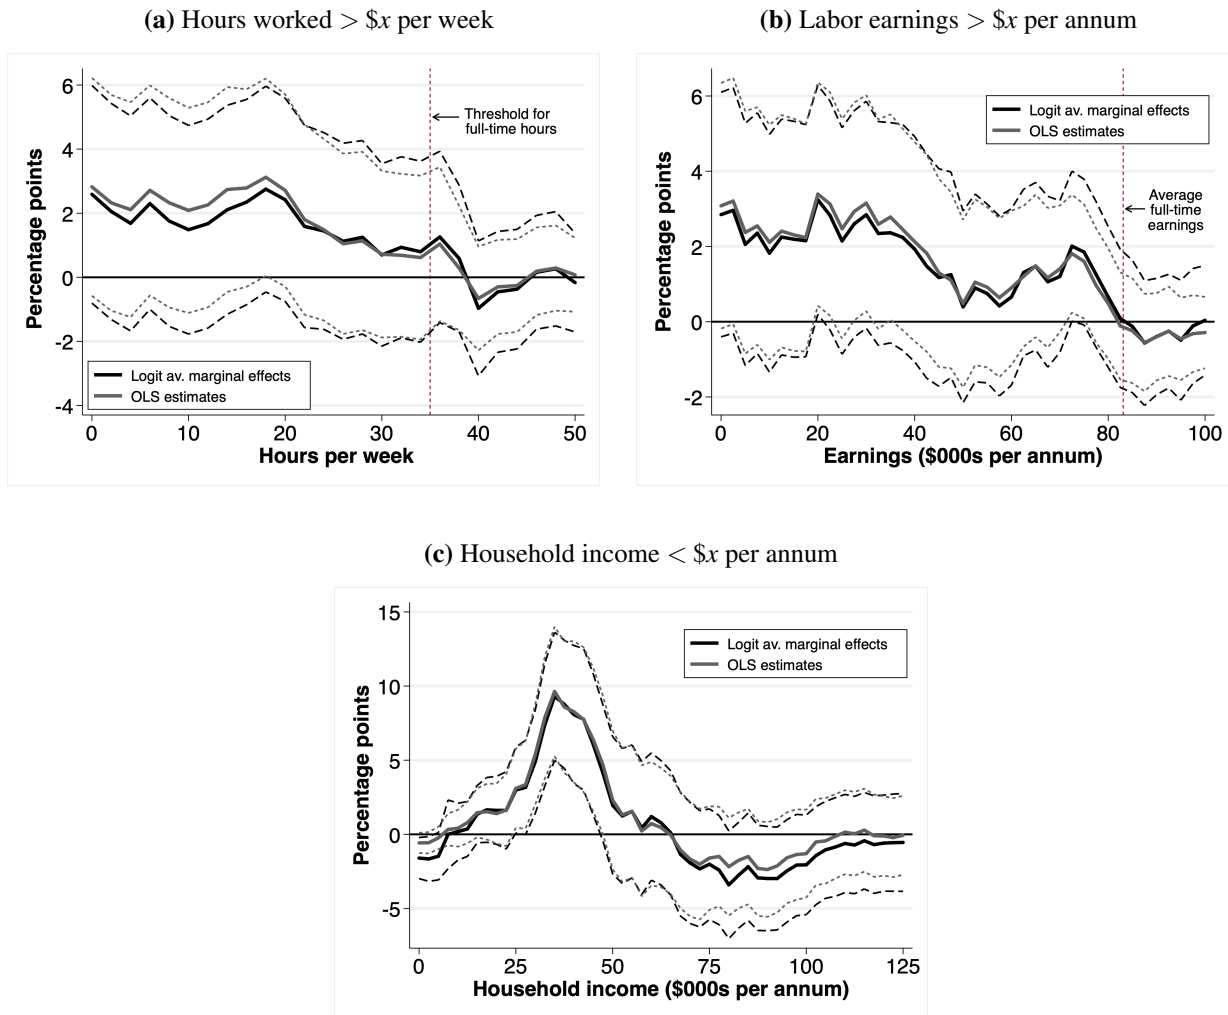 (a) Hours worked > $x per week
Percentage points
6
4
2
0
-2
-4
Threshold for
full-time hours
Logit av. marginal effects
OLS estimates
0 10 20 30 40 50
Hours per week
(b) Labor earnings > $x per annum
Percentage points
6
4
2
0
-2
Logit av. marginal effects
OLS estimates
Average
full-time
earnings
0 20 40 60 80 100
Earnings ($000s per annum)
(c) Household income < $x per annum
Percentage points
15
10
5
0
-5
Logit av. marginal effects
OLS estimates
0 25 50 75 100 125
Household income ($000s per annum)